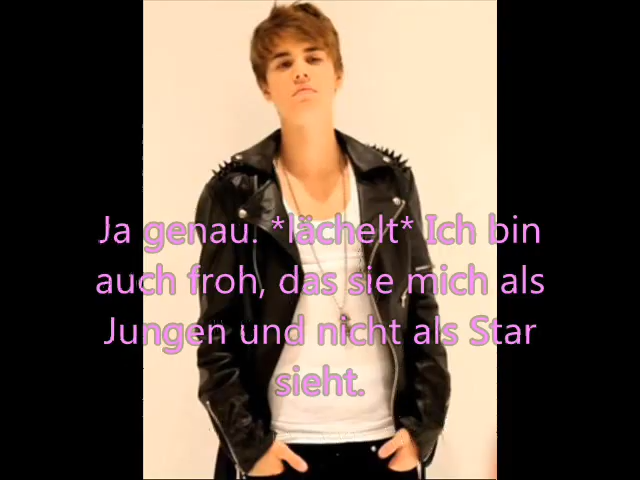 Ja genau. *lächelt* Ich bin
auch froh, das sie mich als
Jungen und nicht als Star
sieht.